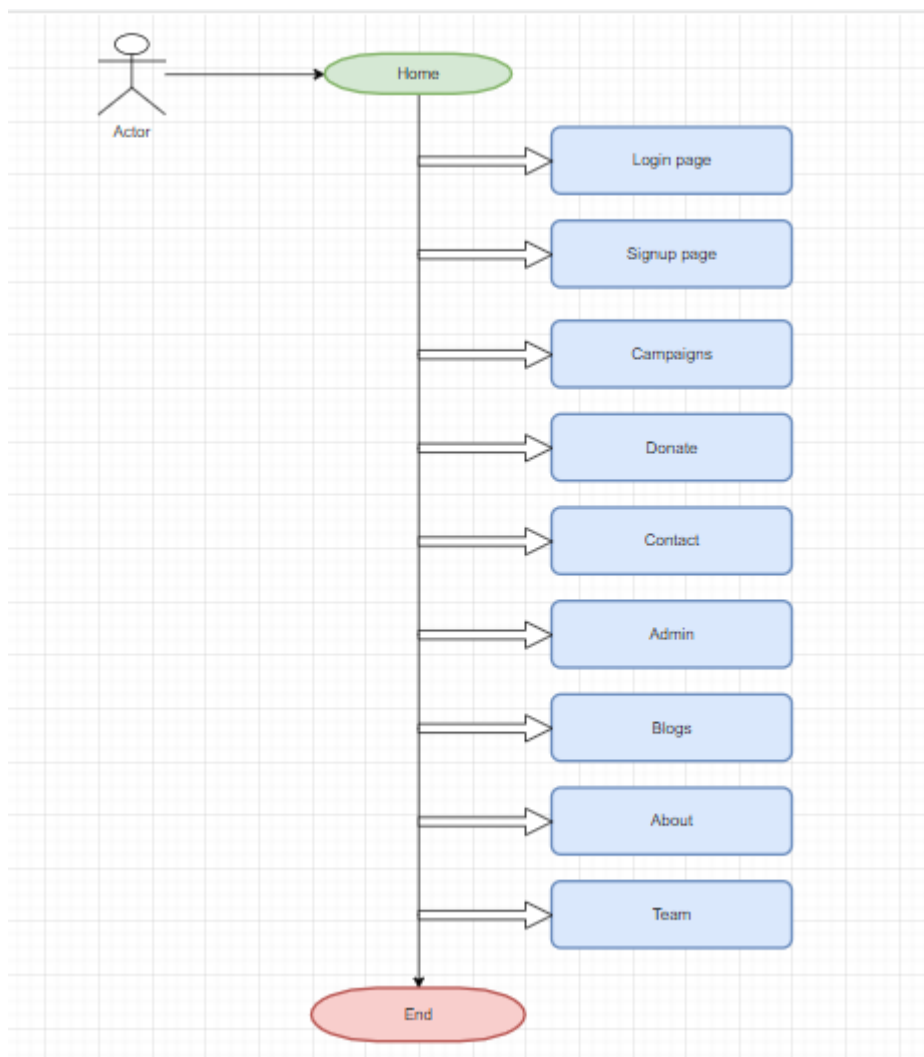 Home
Actor
Login page
Signup page
Campaigns
Donate
Contact
Admin
Blogs
About
Team
End